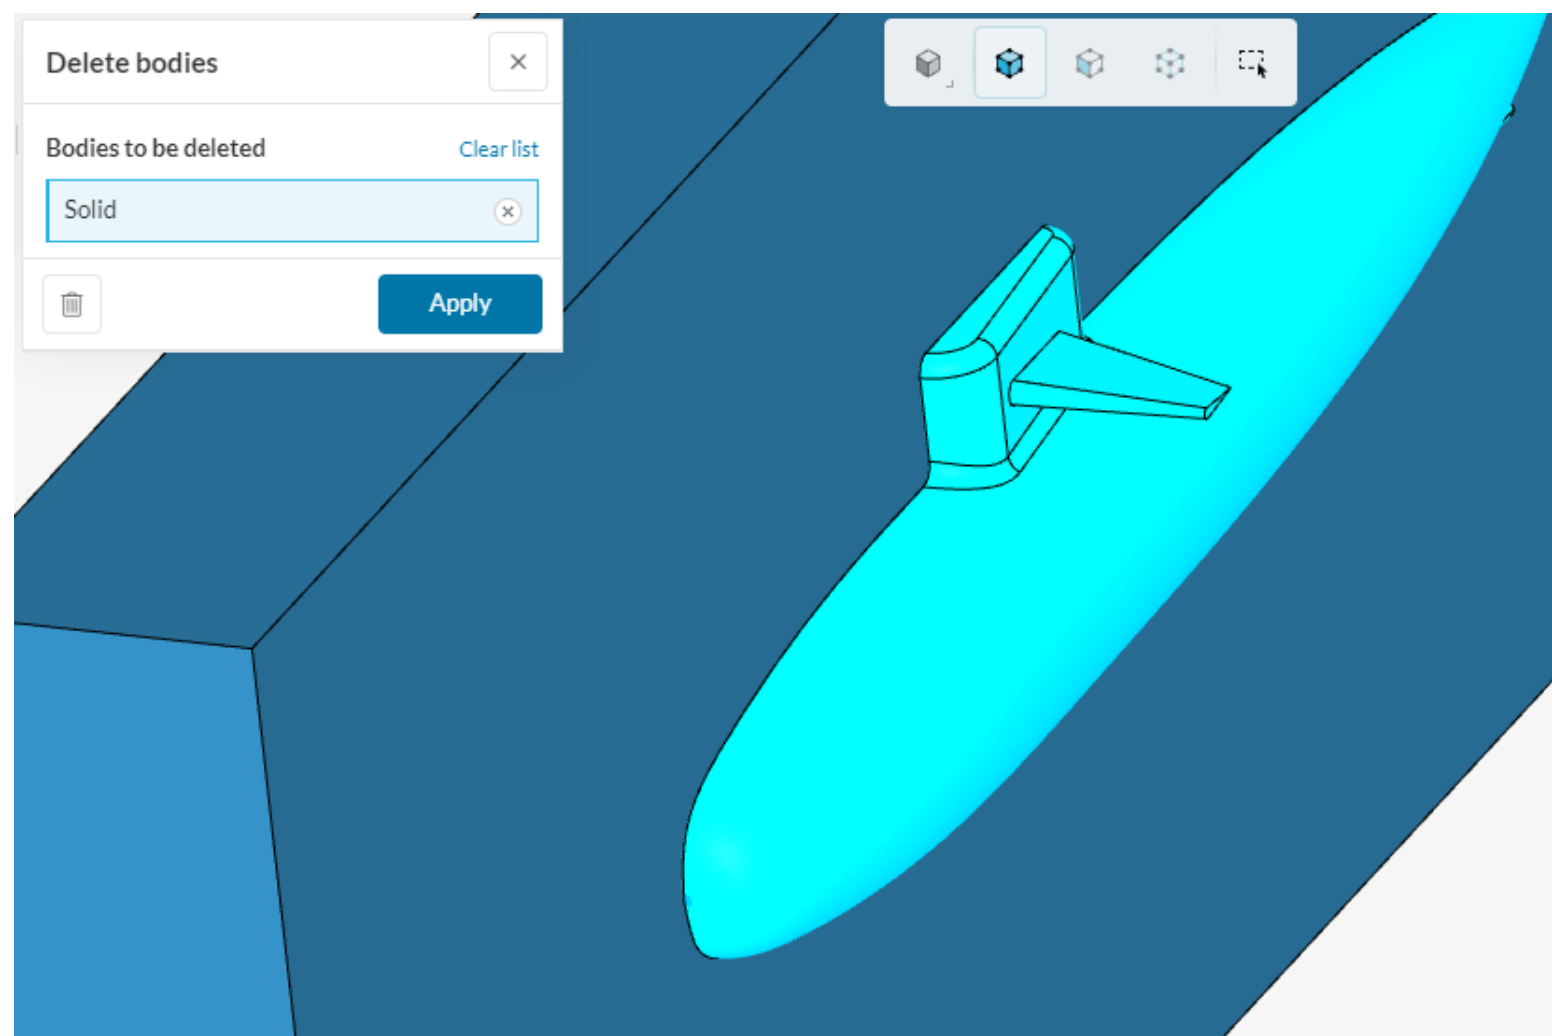 Delete bodies
Bodies to be deleted
Clear list
Solid
Apply